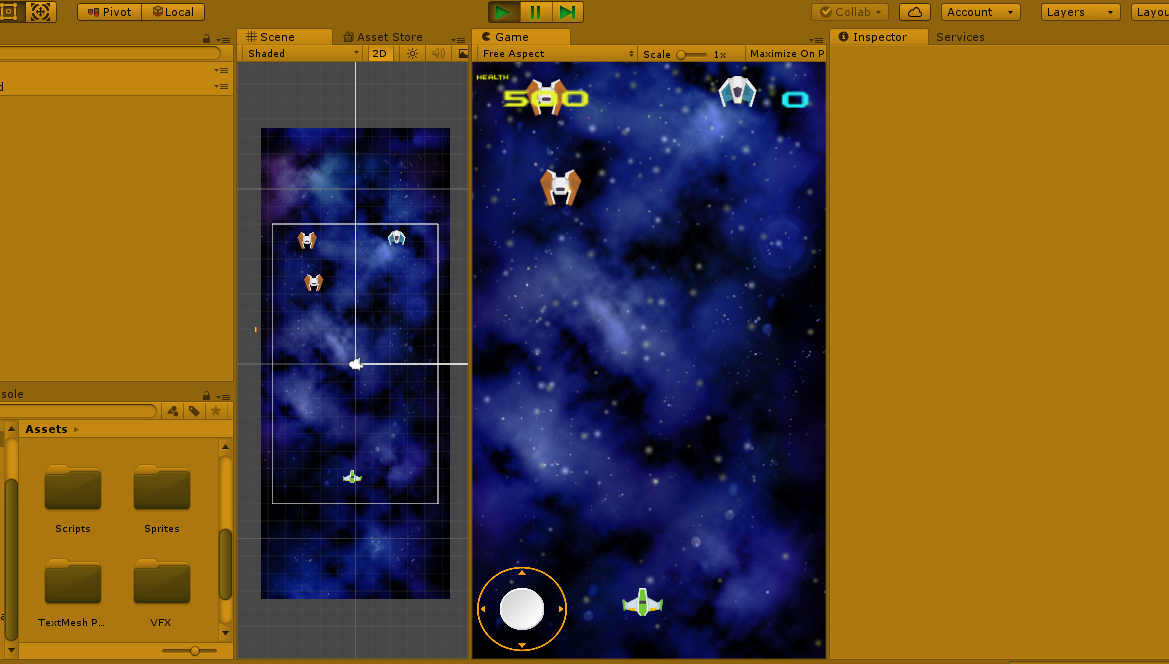 Pivot Local
Collab Account Layers Layou
Scene Asset Store Game Inspector Services
Shaded 2D Free Aspect Scale 1x Maximize On P
d
HEALTH
500 0
sole
Assets
Scripts Sprites
TextMesh P... VFX